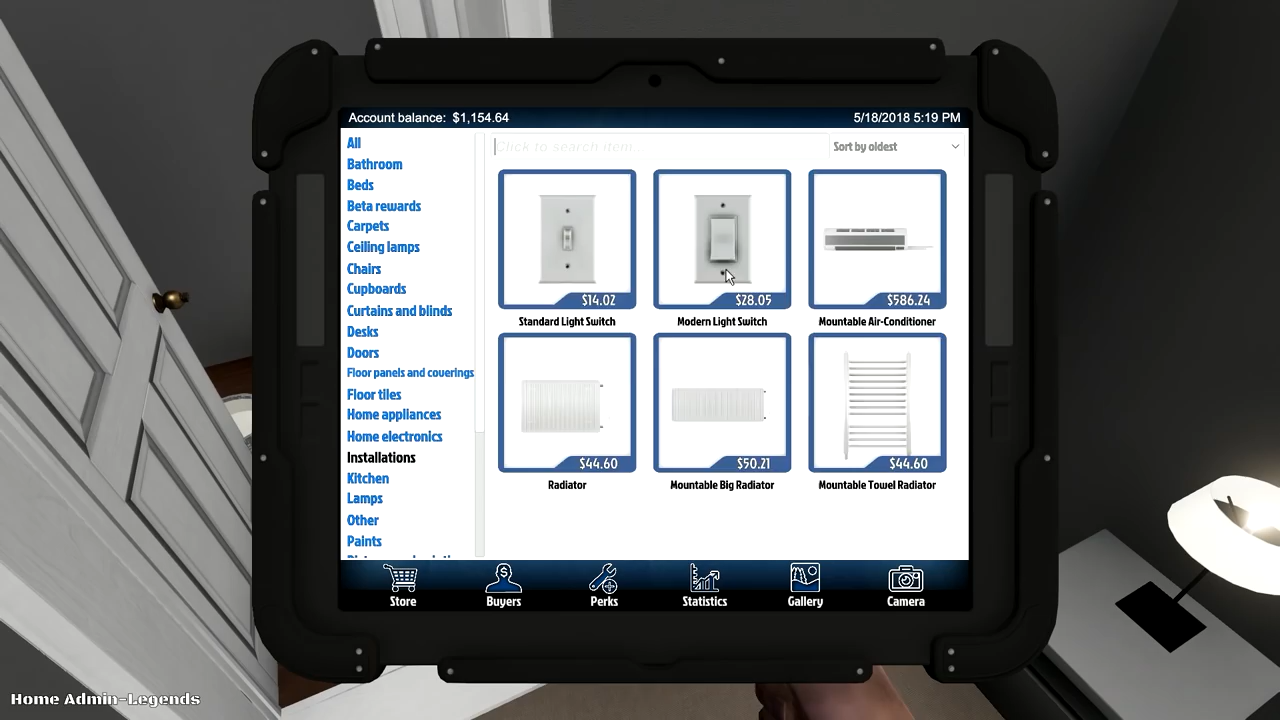 Account balance: $1,154.64
5/18/2018 5:19 PM
All
Bathroom
Beds
Beta rewards
Carpets
Ceiling lamps
Chairs
Cupboards
Curtains and blinds
Desks
Doors
Floor panels and coverings
Floor tiles
Home appliances
Home electronics
Installations
Kitchen
Lamps
Other
Paints
Click to search item...
Sort by oldest
$14.02
$28.05
$586.24
Standard Light Switch
Modern Light Switch
Mountable Air-Conditioner
$44.60
$50.21
$44.60
Radiator
Mountable Big Radiator
Mountable Towel Radiator
Store
Buyers
Perks
Statistics
Gallery
Camera
Home Admin-Legends